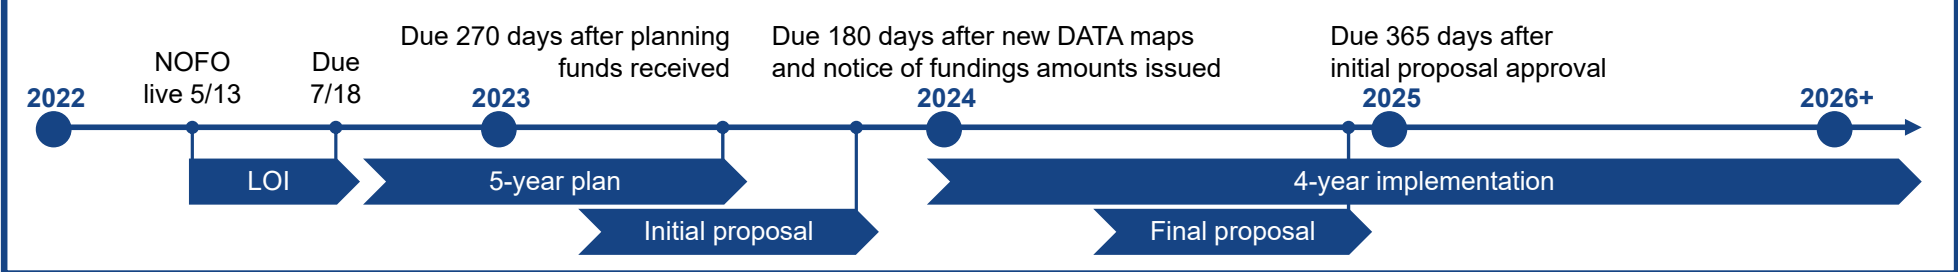 Due 270 days after planning
funds received
Due 180 days after new DATA maps
and notice of fundings amounts issued
Due 365 days after
initial proposal approval
NOFO
live 5/13
Due
7/18
2022
2023
2024
2025
2026+
LOI
5-year plan
4-year implementation
Initial proposal
Final proposal